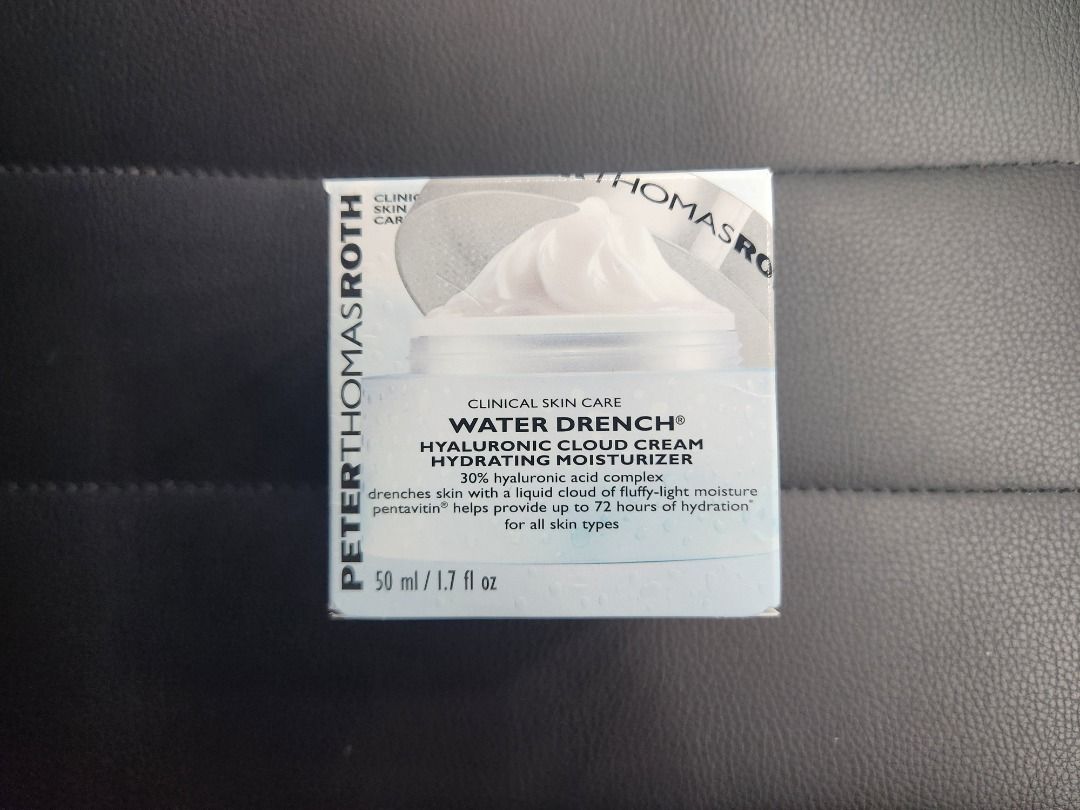 PETERTHOMASROTH
CLINIC
SKIN
CAR
THOMASRO
CLINICAL SKIN CARE
WATER DRENCH®
HYALURONIC CLOUD CREAM
HYDRATING MOISTURIZER
30% hyaluronic acid complex
drenches skin with a liquid cloud of fluffy-light moisture
pentavitin® helps provide up to 72 hours of hydration*
for all skin types
50 ml / 1.7 fl oz